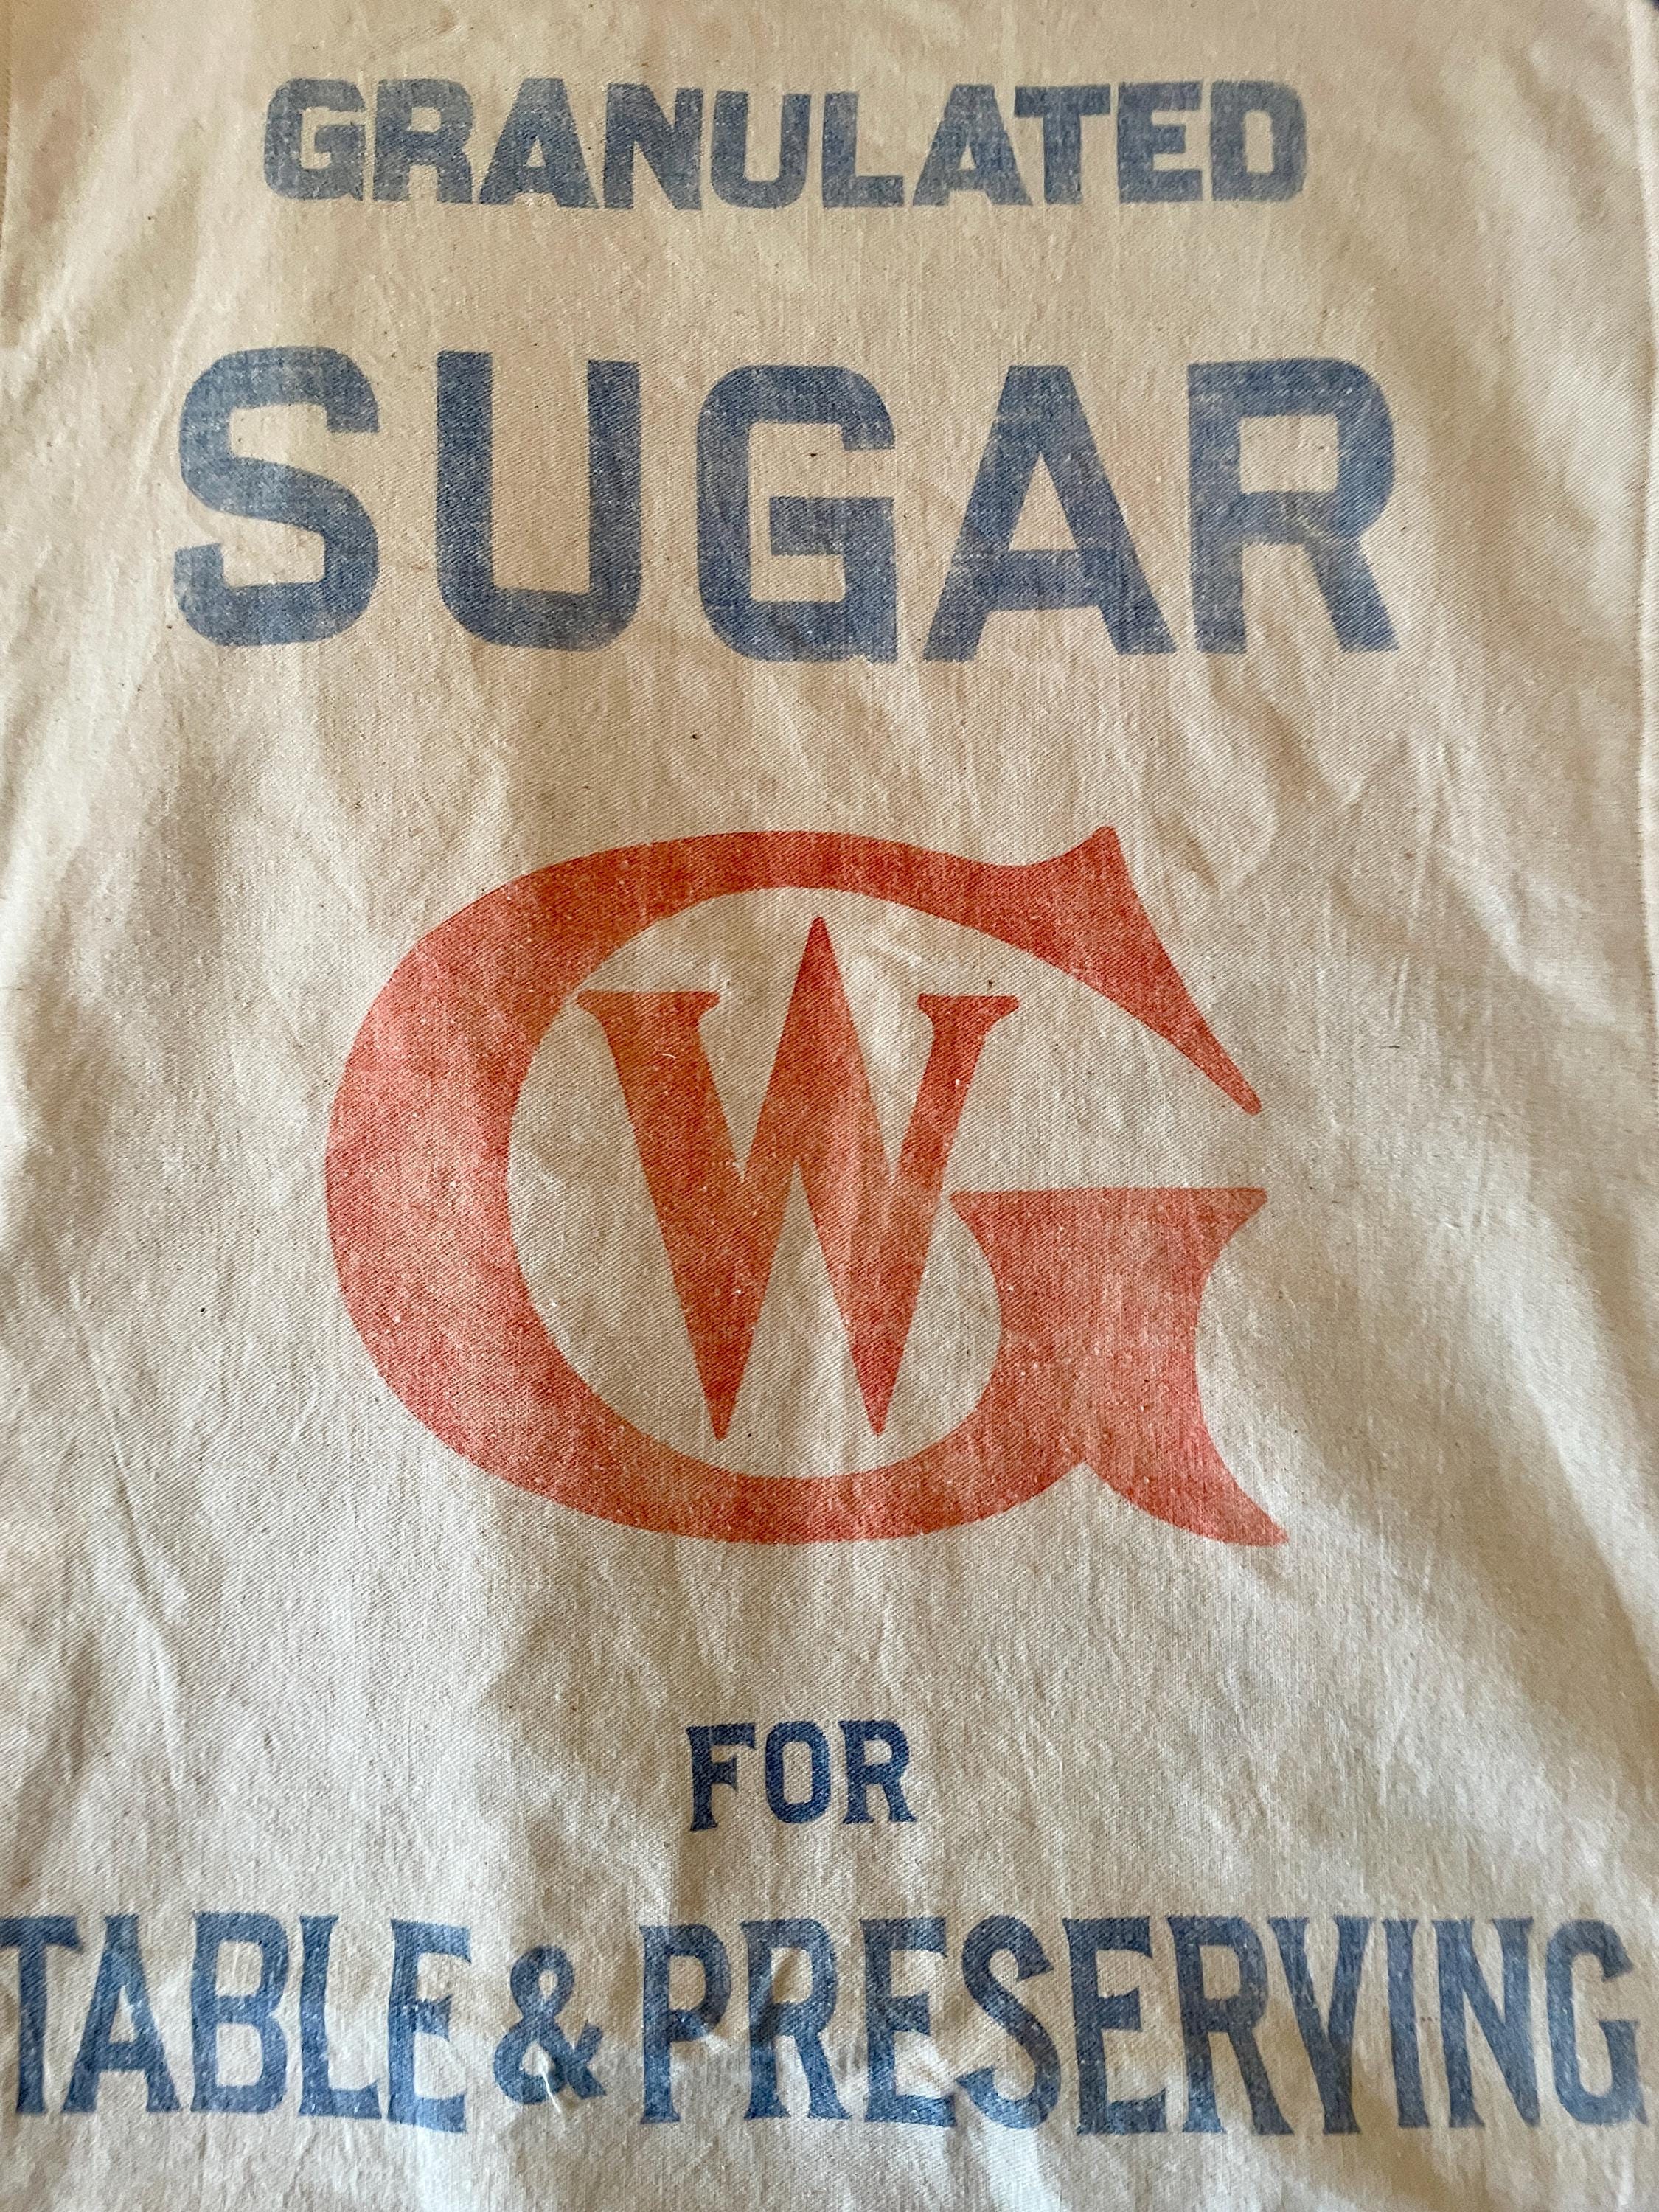 GRANULATED
SUGAR
GW
FOR
TABLE & PRESERVING